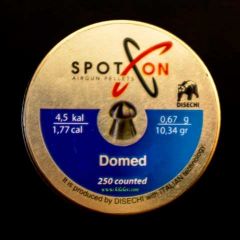 SPOT ON
AIRGUN PELLETS
DISECHI
4,5 kal
1,77 cal
0,67 g
10,34 gr
Domed
250 counted
It is produced by DISECHI with ITALIAN technology